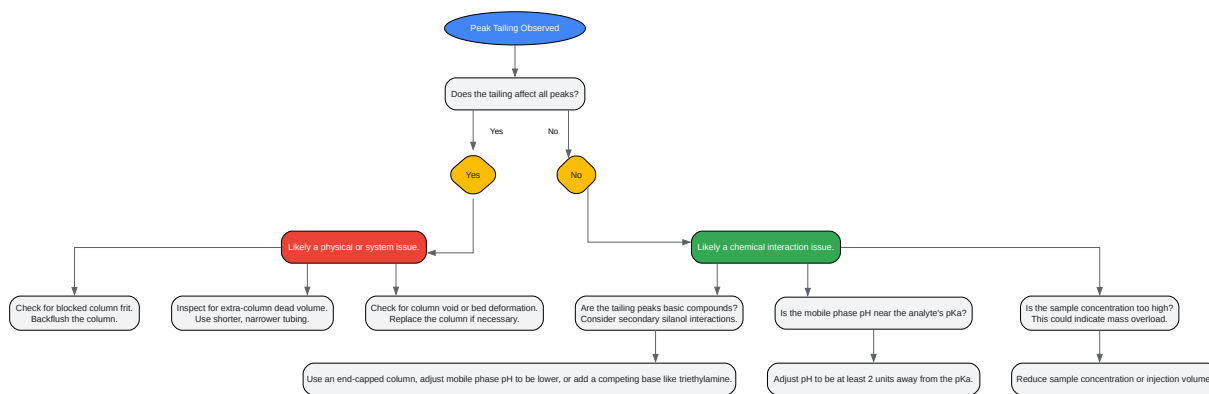 Peak Tailing Observed
Does the tailing affect all peaks?
Yes
No
Yes
No
Likely a physical or system issue.
Likely a chemical interaction issue.
Check for blocked column frit.
Backflush the column.
Inspect for extra-column dead volume.
Use shorter, narrower tubing.
Check for column void or bed deformation.
Replace the column if necessary.
Are the tailing peaks basic compounds?
Consider secondary silanol interactions.
Is the mobile phase pH near the analyte's pKa?
Is the sample concentration too high?
This could indicate mass overload.
Use an end-capped column, adjust mobile phase pH to be lower, or add a competing base like triethylamine.
Adjust pH to be at least 2 units away from the pKa.
Reduce sample concentration or injection volume.